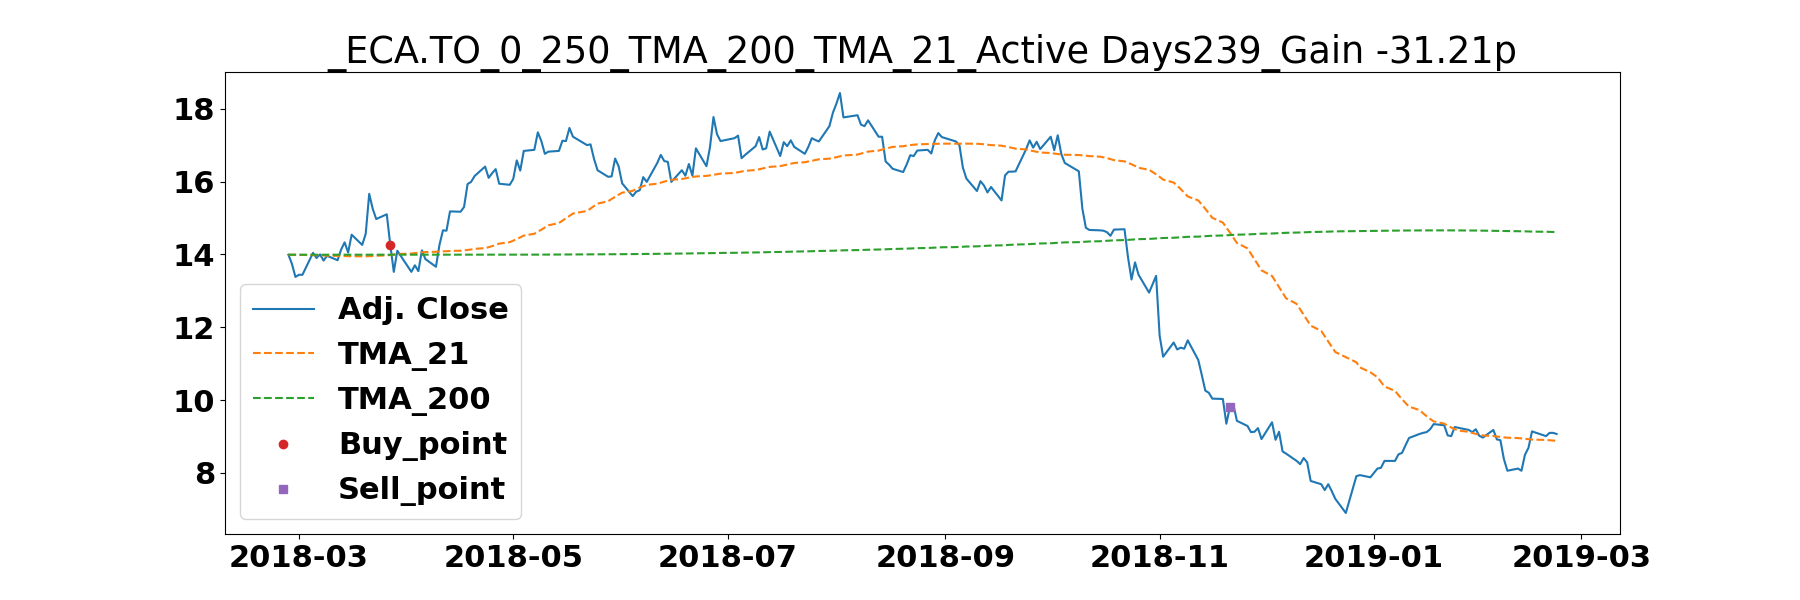 _ECA.TO_0_250_TMA_200_TMA_21_Active Days239_Gain -31.21p
18
16
14
12
10
8
Adj. Close
TMA_21
TMA_200
Buy_point
Sell_point
2018-03 2018-05 2018-07 2018-09 2018-11 2019-01 2019-03